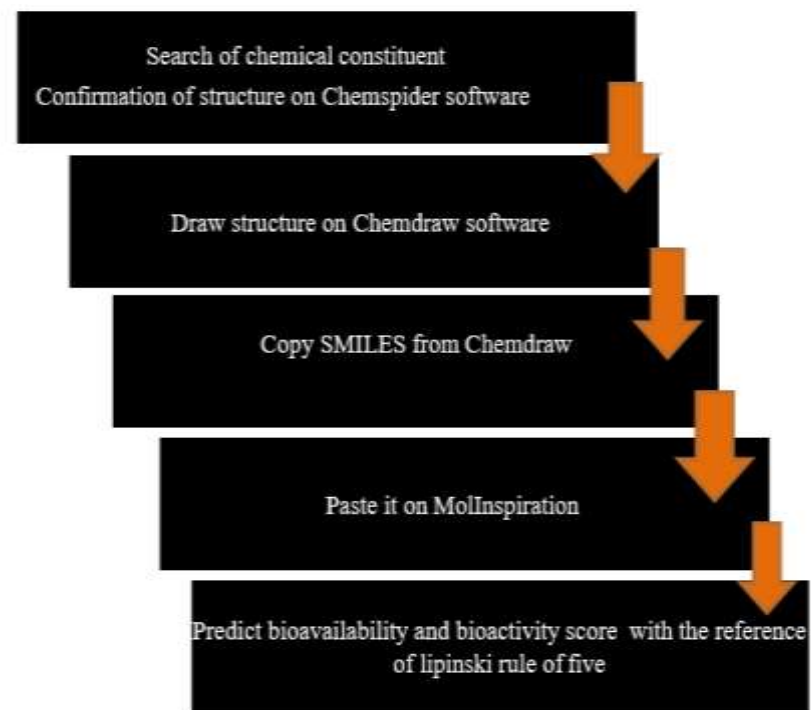 Search of chemical constituent
Confirmation of structure on Chemspider software
Draw structure on Chemdraw software
Copy SMILES from Chemdraw
Paste it on MolInspiration
Predict bioavailability and bioactivity score with the reference
of lipinski rule of five